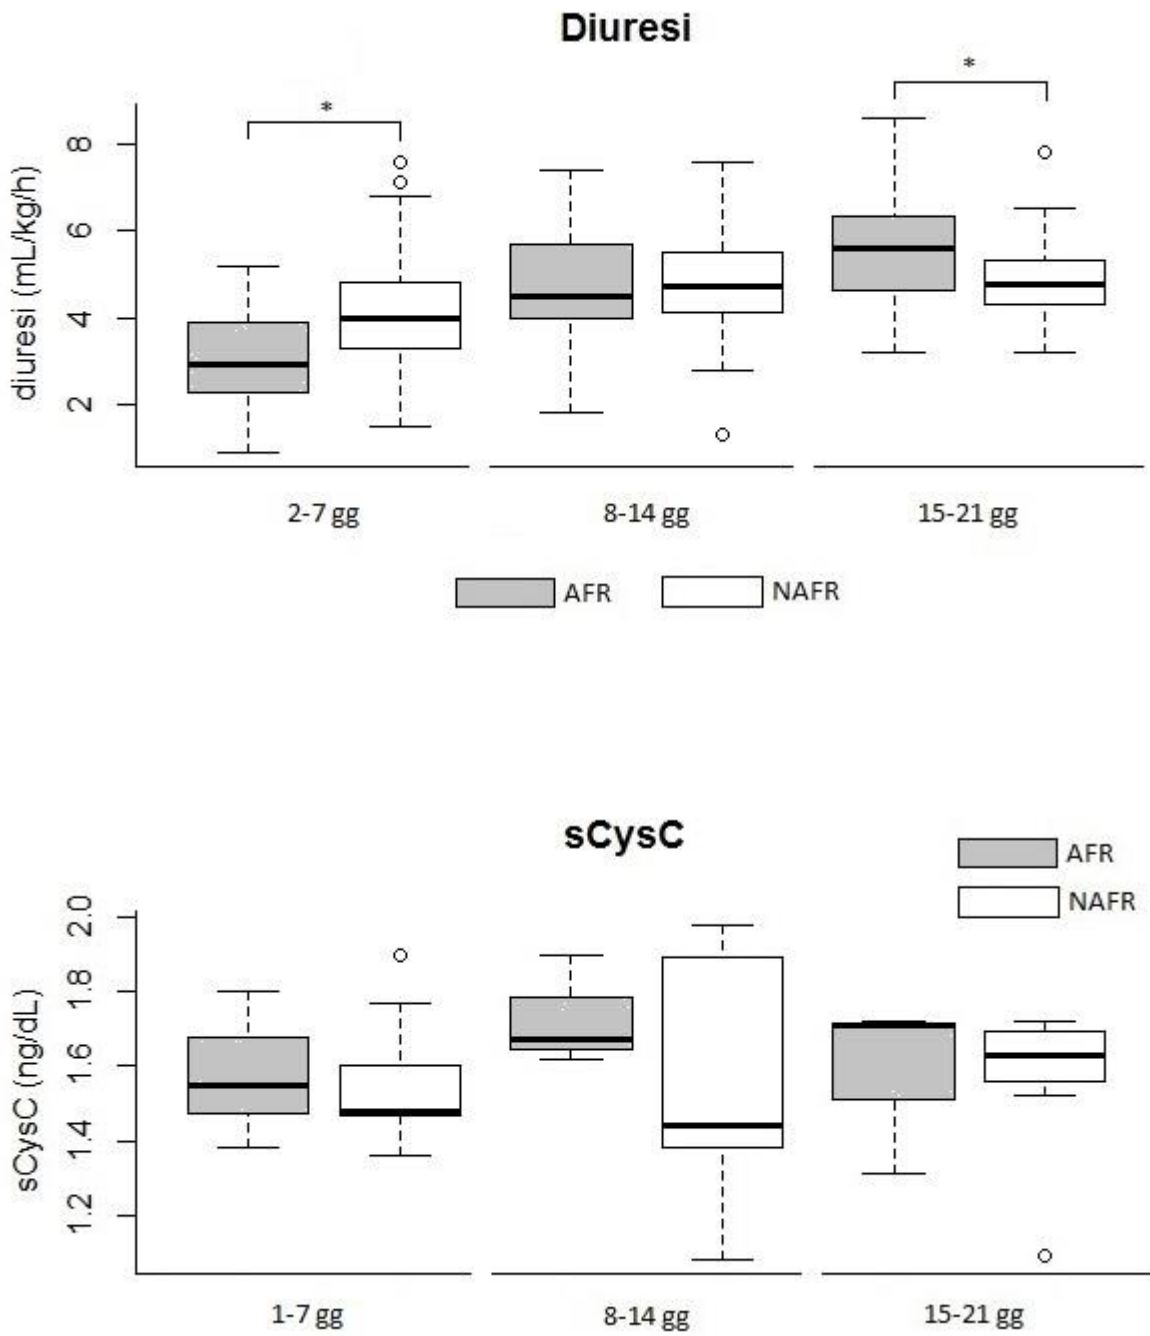 Diuresi
*
*
diuresi (mL/kg/h)
8
6
4
2
2-7 gg
8-14 gg
15-21 gg
AFR
NAFR
sCysC
AFR
NAFR
sCysC (ng/dL)
2.0
1.8
1.6
1.4
1.2
1-7 gg
8-14 gg
15-21 gg